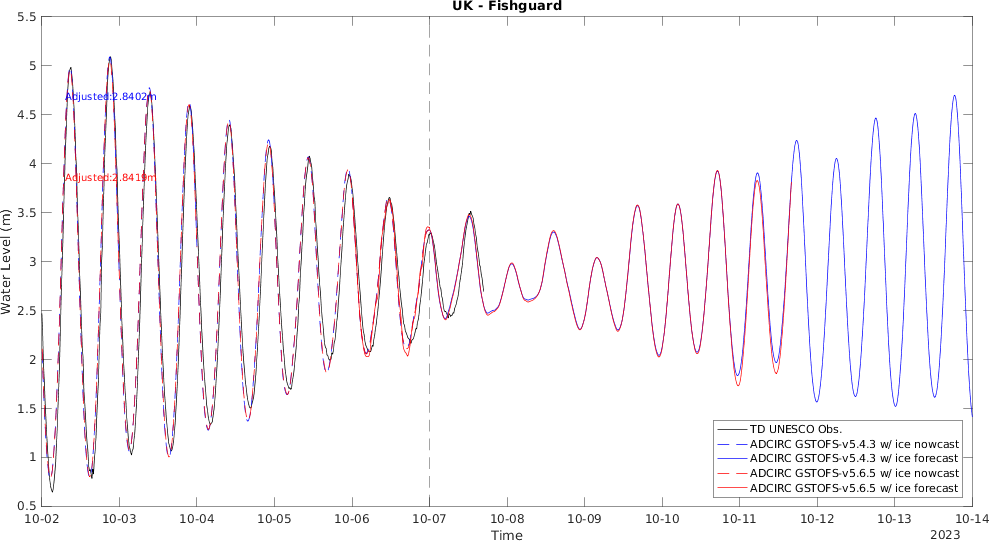 UK - Fishguard
5.5
5
4.5
4
3.5
3
2.5
2
1.5
1
0.5
Water Level (m)
Adjusted:2.8402m
Adjusted:2.8419m
TD UNESCO Obs.
ADCIRC GSTOFS-v5.4.3 w/ ice nowcast
ADCIRC GSTOFS-v5.4.3 w/ ice forecast
ADCIRC GSTOFS-v5.6.5 w/ ice nowcast
ADCIRC GSTOFS-v5.6.5 w/ ice forecast
10-02 10-03 10-04 10-05 10-06 10-07 10-08 10-09 10-10 10-11 10-12 10-13 10-14
Time
2023